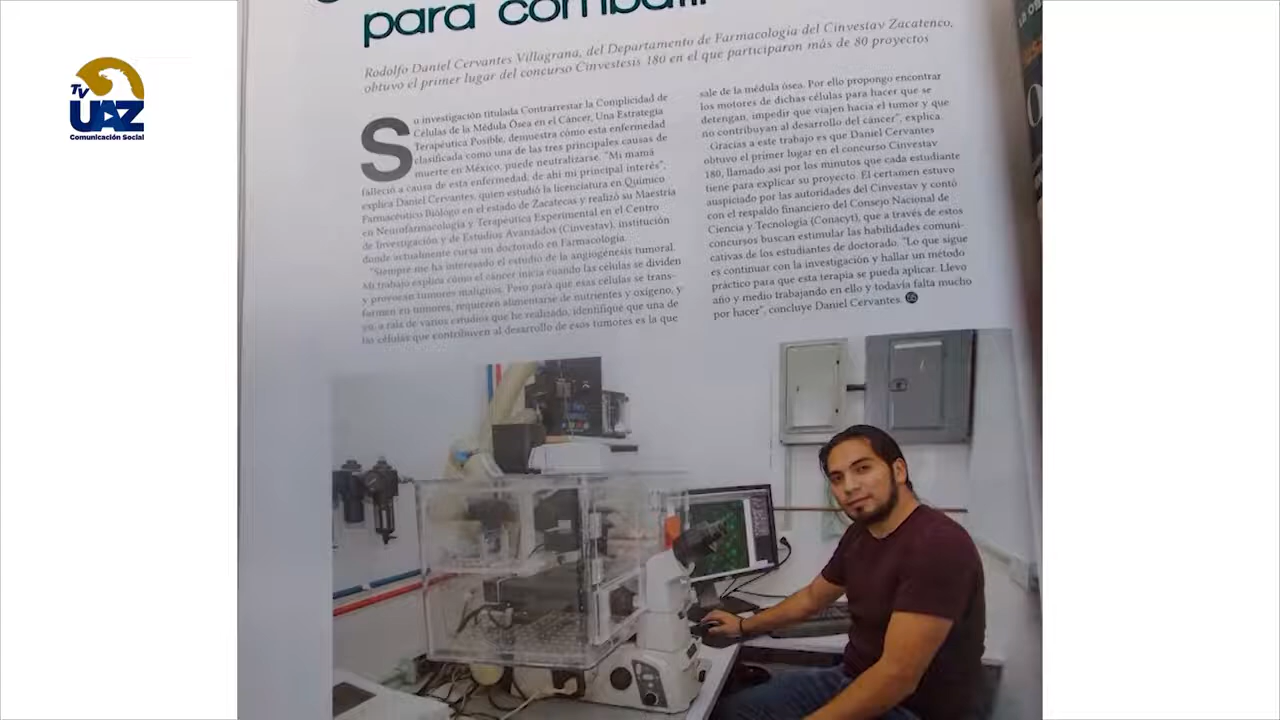 TV
UAZ
Comunicación Social
para combatir
Rodolfo Daniel Cervantes Villagrana, del Departamento de Farmacología del Cinvestav Zacatenco,
obtuvo el primer lugar del concurso Cinvestesis 180 en el que participaron más de 80 proyectos
Su investigación titulada Contrarrestar la Complicidad de
Células de la Médula Ósea en el Cáncer, Una Estrategia
Terapéutica Posible, demuestra cómo esta enfermedad
clasificada como una de las tres principales causas de
muerte en México, puede neutralizarse. "Mi mamá
falleció a causa de esta enfermedad, de ahí mi principal interés",
explica Daniel Cervantes, quien estudió la licenciatura en Químico
Farmacéutico Biólogo en el estado de Zacatecas y realizó su Maestría
en Neurofarmacología y Terapéutica Experimental en el Centro
de Investigación y de Estudios Avanzados (Cinvestav), institución
donde actualmente cursa un doctorado en Farmacología.
"Siempre me ha interesado el estudio de la angiogénesis tumoral.
Mi trabajo explica cómo el cáncer inicia cuando las células se dividen
y provocan tumores malignos. Pero para que esas células se trans-
formen en tumores, requieren alimentarse de nutrientes y oxígeno, y
yo, a raíz de varios estudios que he realizado, identifiqué que una de
las células que contribuyen al desarrollo de esos tumores es la que
sale de la médula ósea. Por ello propongo encontrar
los motores de dichas células para hacer que se
detengan, impedir que viajen hacia el tumor y que
no contribuyan al desarrollo del cáncer", explica.
Gracias a este trabajo es que Daniel Cervantes
obtuvo el primer lugar en el concurso Cinvestav
180, llamado así por los minutos que cada estudiante
tiene para explicar su proyecto. El certamen estuvo
auspiciado por las autoridades del Cinvestav y contó
con el respaldo financiero del Consejo Nacional de
Ciencia y Tecnología (Conacyt), que a través de estos
concursos buscan estimular las habilidades comuni-
cativas de los estudiantes de doctorado. "Lo que sigue
es continuar con la investigación y hallar un método
práctico para que esta terapia se pueda aplicar. Llevo
año y medio trabajando en ello y todavía falta mucho
por hacer", concluye Daniel Cervantes.